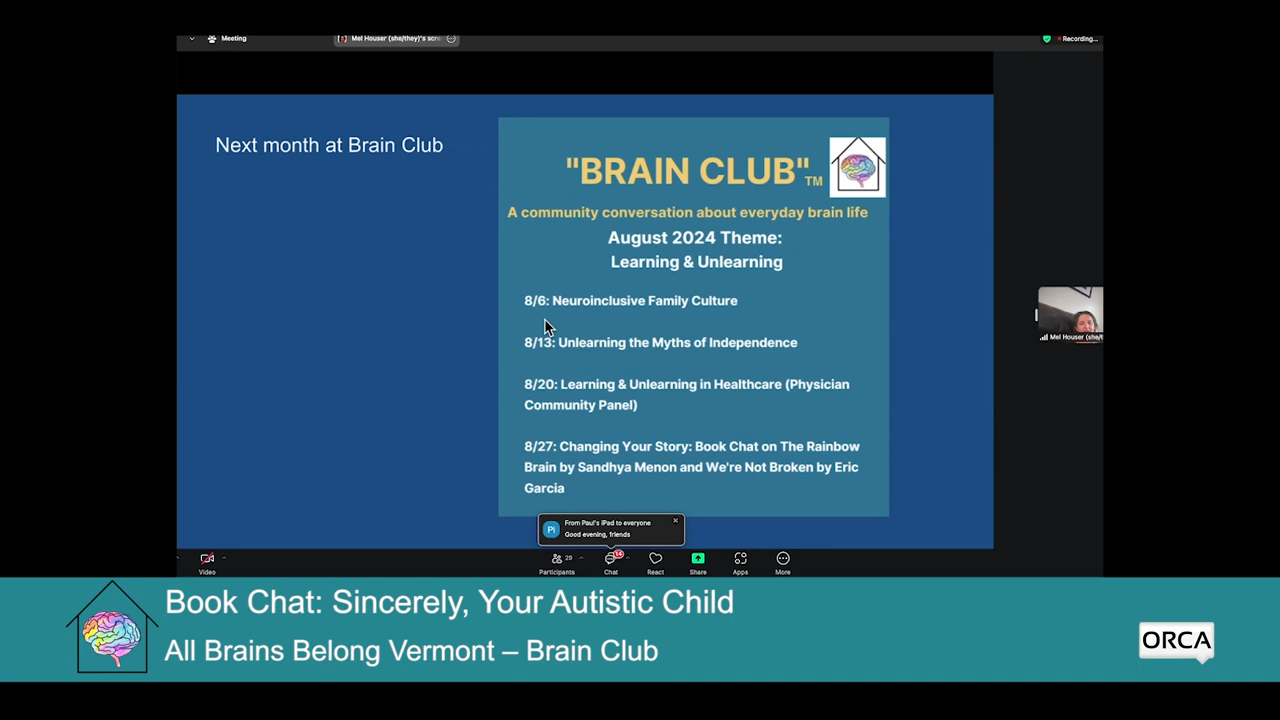 Meeting
Mel Houser (she/they)'s scre
Recording...
Next month at Brain Club
"BRAIN CLUB"TM
A community conversation about everyday brain life
August 2024 Theme:
Learning & Unlearning
8/6: Neuroinclusive Family Culture
8/13: Unlearning the Myths of Independence
8/20: Learning & Unlearning in Healthcare (Physician
Community Panel)
8/27: Changing Your Story: Book Chat on The Rainbow
Brain by Sandhya Menon and We're Not Broken by Eric
Garcia
Mel Houser (she/t
Pi
From Paul's iPad to everyone
Good evening, friends
Video
29
Participants
14
Chat
React
Share
Apps
More
Book Chat: Sincerely, Your Autistic Child
All Brains Belong Vermont – Brain Club
ORCA